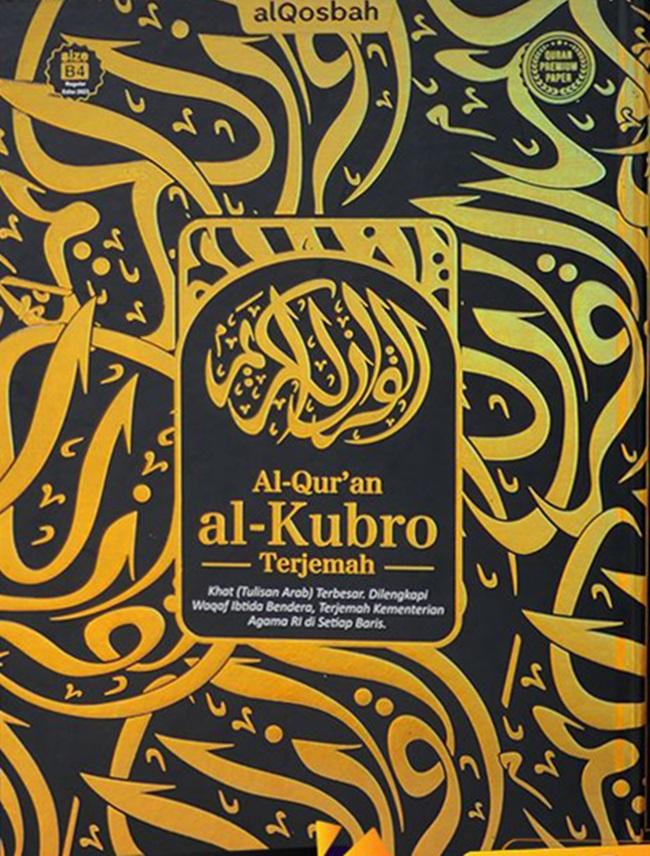 alQosbah
size
B4
QURAN
PREMIUM
PAPER
القرآن الكريم
Al-Qur'an
al-Kubro
Terjemah
Khat (Tulisan Arab) Terbesar. Dilengkapi
Waqaf Ibtida Bendera, Terjemah Kementerian
Agama RI di Setiap Baris.